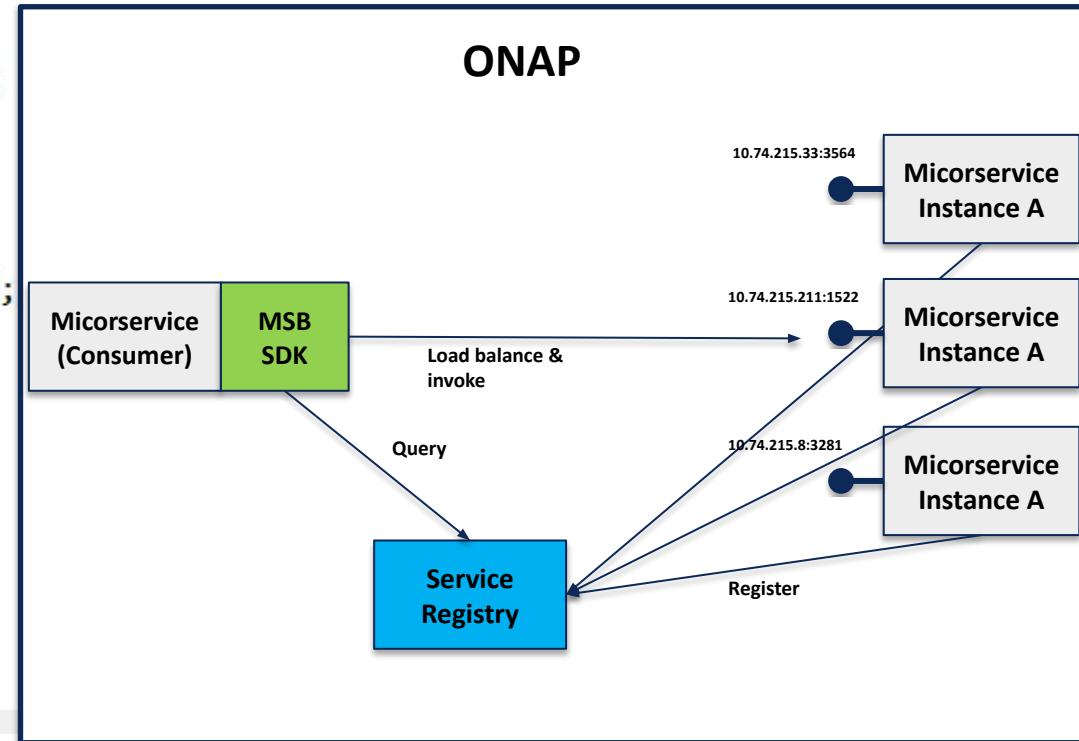 ONAP
10.74.215.33:3564
Micorservice
Instance A
;
10.74.215.211:1522
Micorservice
(Consumer)
MSB
SDK
Load balance &
invoke
Micorservice
Instance A
Query
10.74.215.8:3281
Micorservice
Instance A
Service
Registry
Register